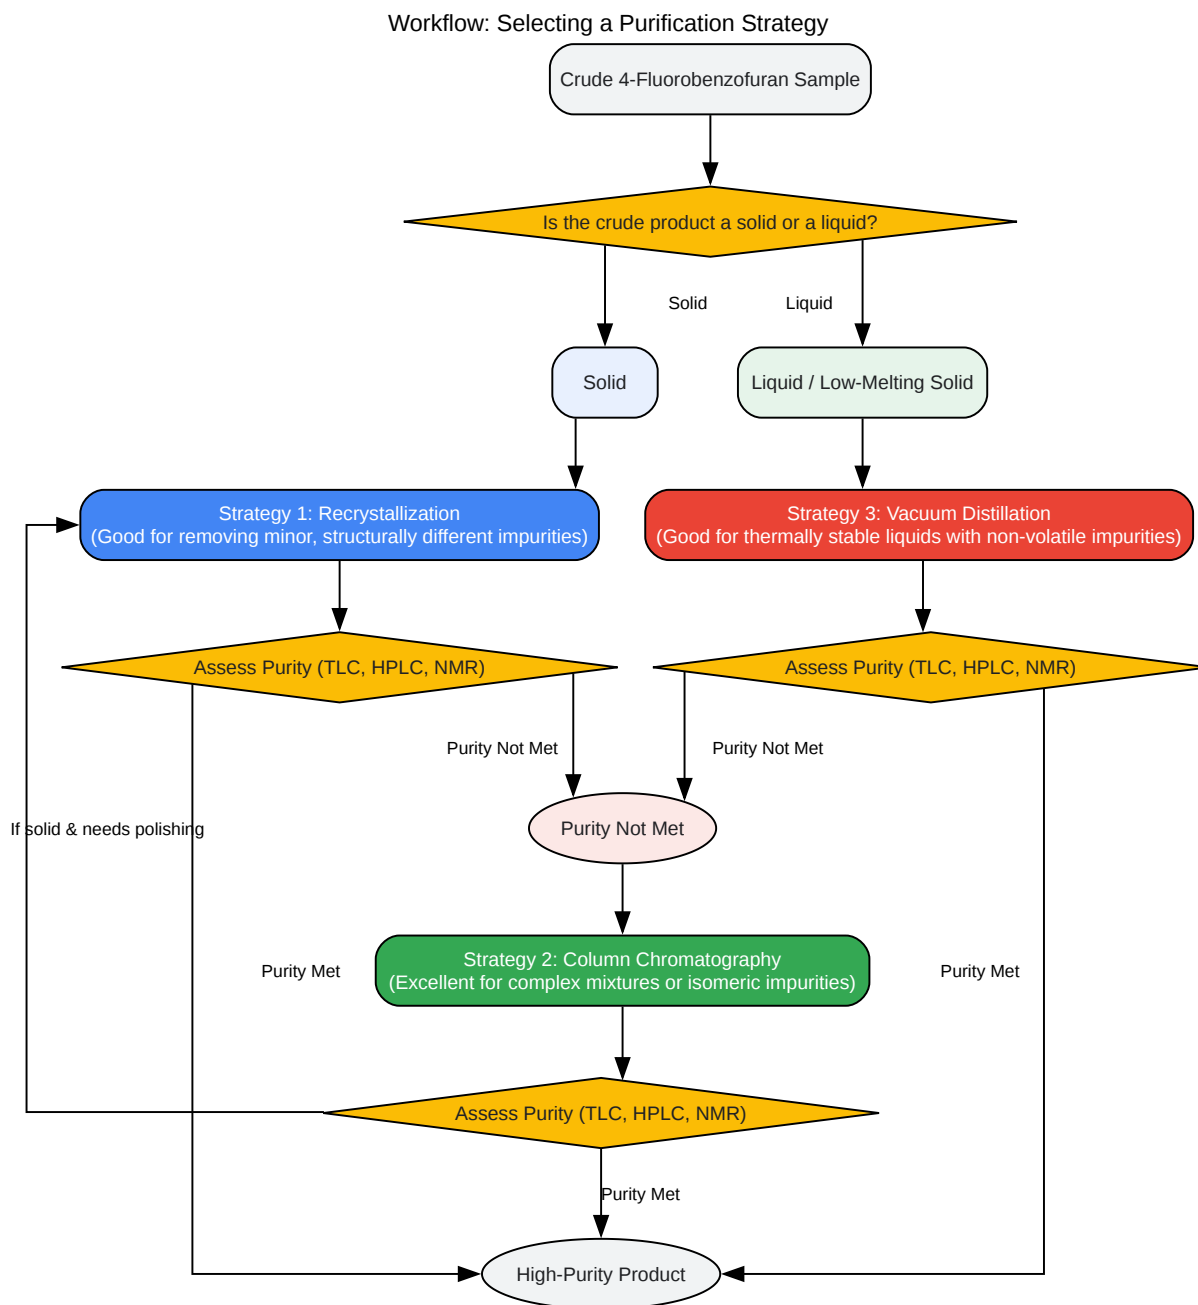 Workflow: Selecting a Purification Strategy
Crude 4-Fluorobenzofuran Sample
Is the crude product a solid or a liquid?
Solid
Liquid
Solid
Liquid / Low-Melting Solid
Strategy 1: Recrystallization
(Good for removing minor, structurally different impurities)
Strategy 3: Vacuum Distillation
(Good for thermally stable liquids with non-volatile impurities)
Assess Purity (TLC, HPLC, NMR)
Assess Purity (TLC, HPLC, NMR)
Purity Not Met
Purity Not Met
If solid & needs polishing
Purity Not Met
Strategy 2: Column Chromatography
(Excellent for complex mixtures or isomeric impurities)
Purity Met
Purity Met
Assess Purity (TLC, HPLC, NMR)
Purity Met
High-Purity Product